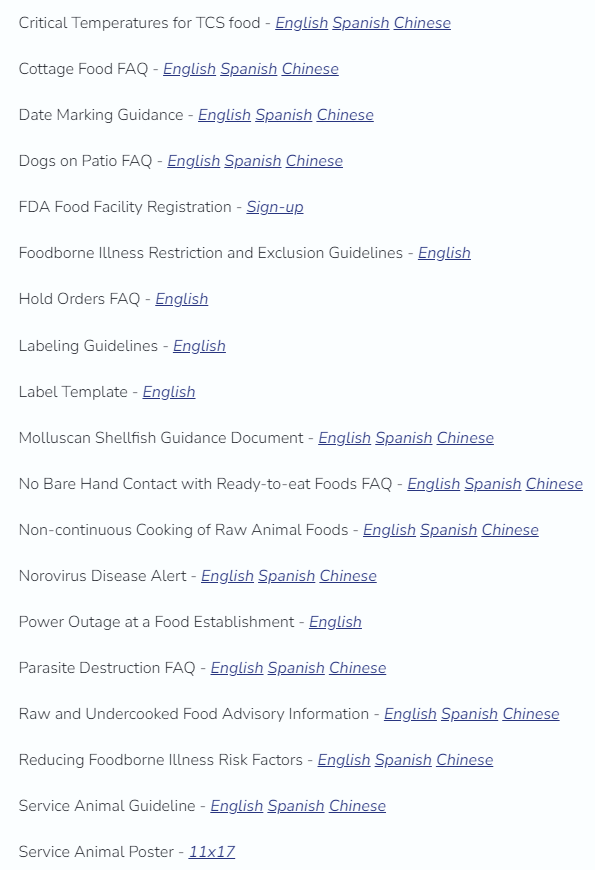 Critical Temperatures for TCS food - English Spanish Chinese
Cottage Food FAQ - English Spanish Chinese
Date Marking Guidance - English Spanish Chinese
Dogs on Patio FAQ - English Spanish Chinese
FDA Food Facility Registration - Sign-up
Foodborne Illness Restriction and Exclusion Guidelines - English
Hold Orders FAQ - English
Labeling Guidelines - English
Label Template - English
Molluscan Shellfish Guidance Document - English Spanish Chinese
No Bare Hand Contact with Ready-to-eat Foods FAQ - English Spanish Chinese
Non-continuous Cooking of Raw Animal Foods - English Spanish Chinese
Norovirus Disease Alert - English Spanish Chinese
Power Outage at a Food Establishment - English
Parasite Destruction FAQ - English Spanish Chinese
Raw and Undercooked Food Advisory Information - English Spanish Chinese
Reducing Foodborne Illness Risk Factors - English Spanish Chinese
Service Animal Guideline - English Spanish Chinese
Service Animal Poster - 11x17